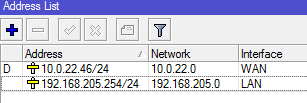 Address List
Address Network Interface
D 10.0.22.46/24 10.0.22.0 WAN
192.168.205.254/24 192.168.205.0 LAN